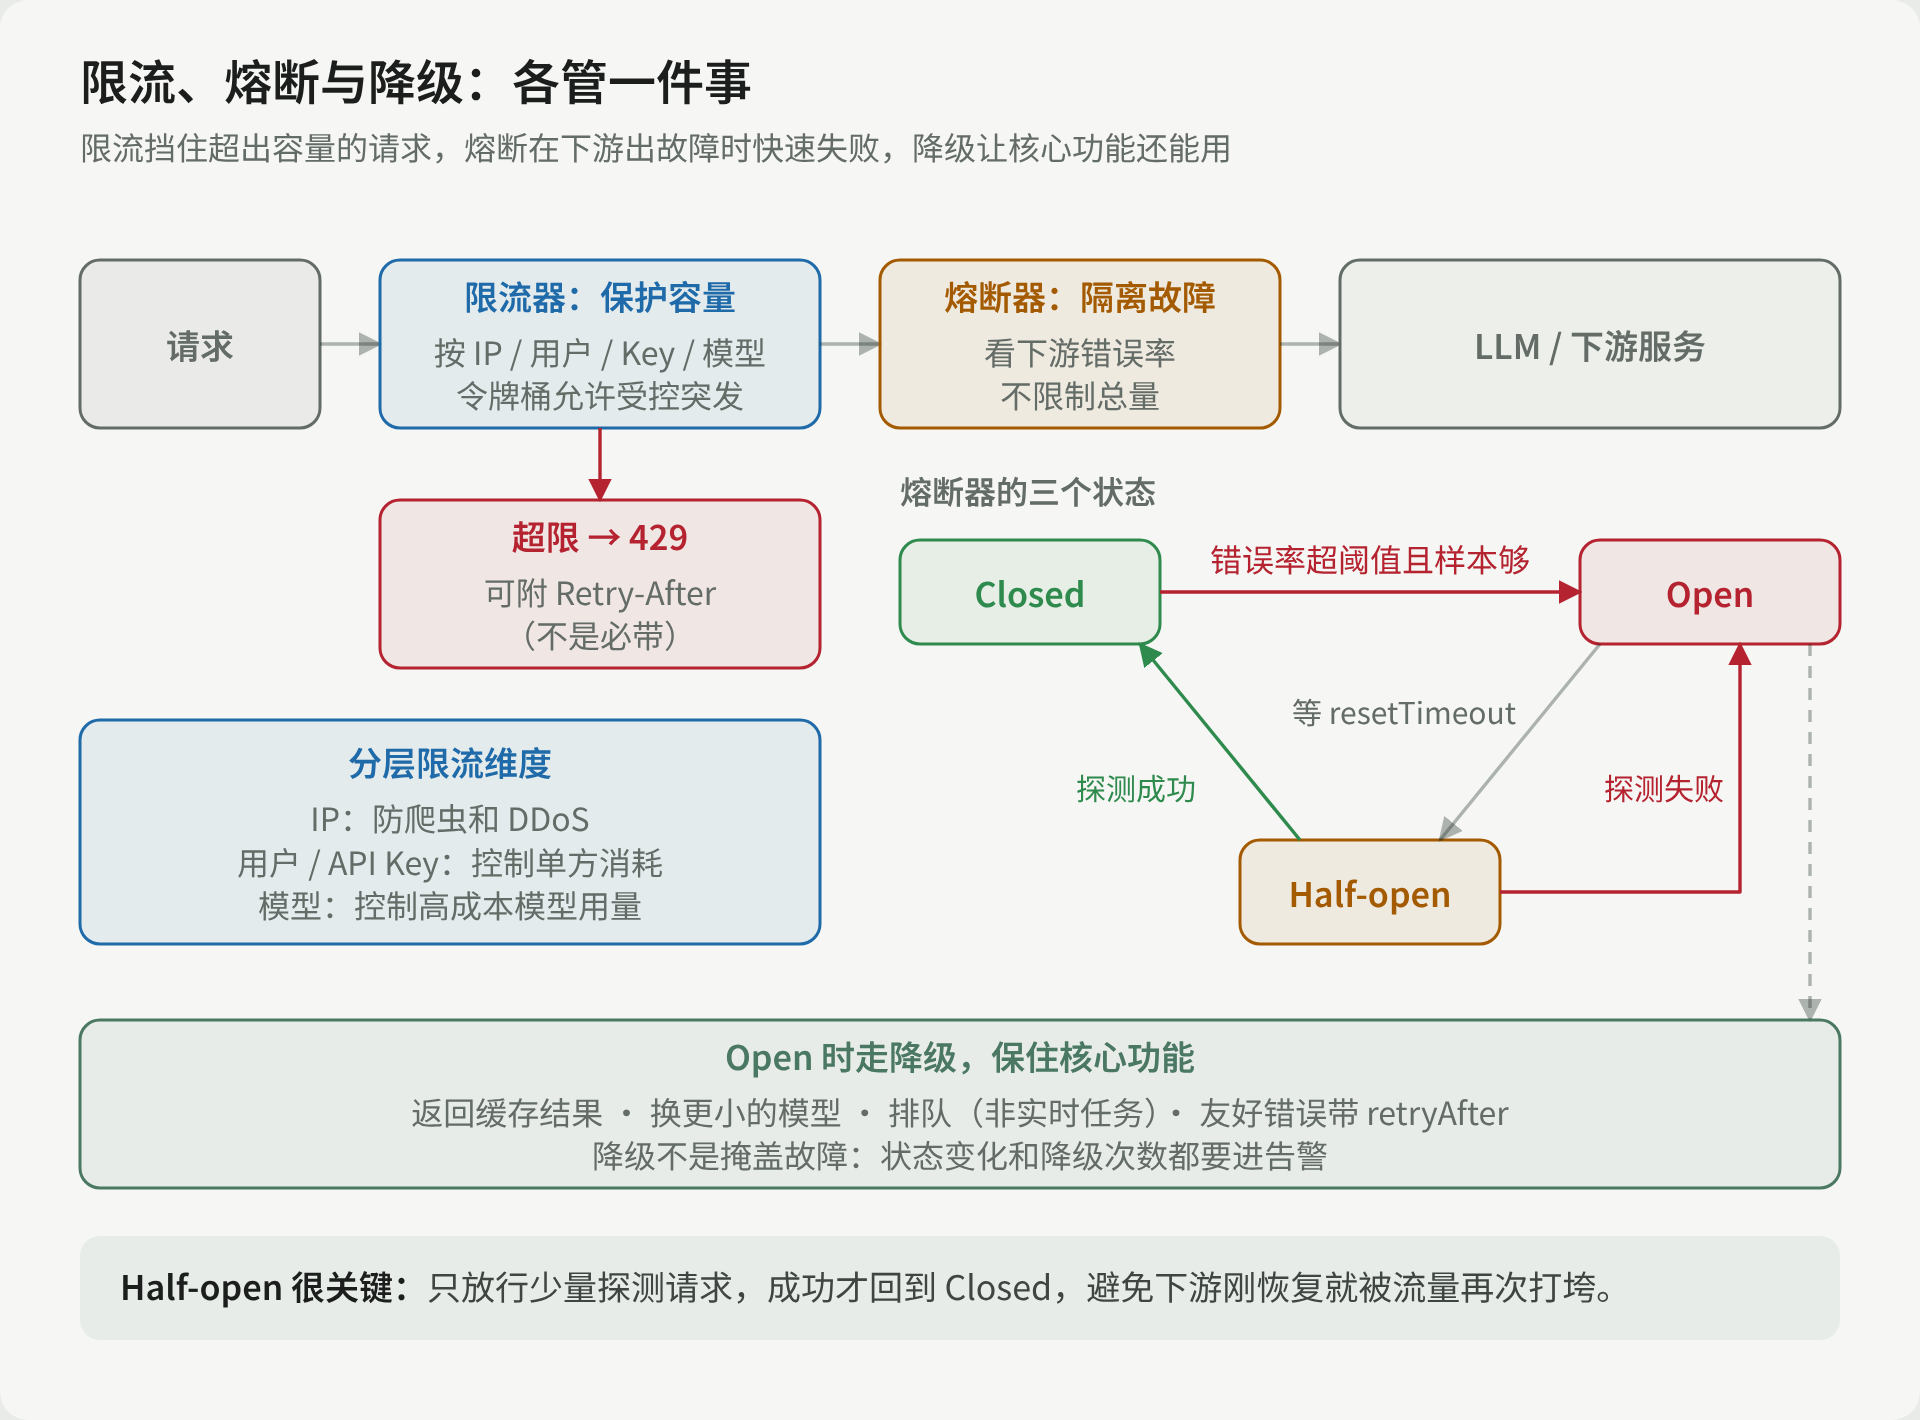 限流、熔断与降级：各管一件事
限流挡住超出容量的请求，熔断在下游出故障时快速失败，降级让核心功能还能用
请求
限流器：保护容量
按 IP / 用户 / Key / 模型
令牌桶允许受控突发
熔断器：隔离故障
看下游错误率
不限制总量
LLM / 下游服务
超限 → 429
可附 Retry-After
（不是必带）
熔断器的三个状态
Closed
错误率超阈值且样本够
Open
等 resetTimeout
探测成功
探测失败
Half-open
分层限流维度
IP：防爬虫和 DDoS
用户 / API Key：控制单方消耗
模型：控制高成本模型用量
Open 时走降级，保住核心功能
返回缓存结果 · 换更小的模型 · 排队（非实时任务）· 友好错误带 retryAfter
降级不是掩盖故障：状态变化和降级次数都要进告警
Half-open 很关键：只放行少量探测请求，成功才回到 Closed，避免下游刚恢复就被流量再次打垮。